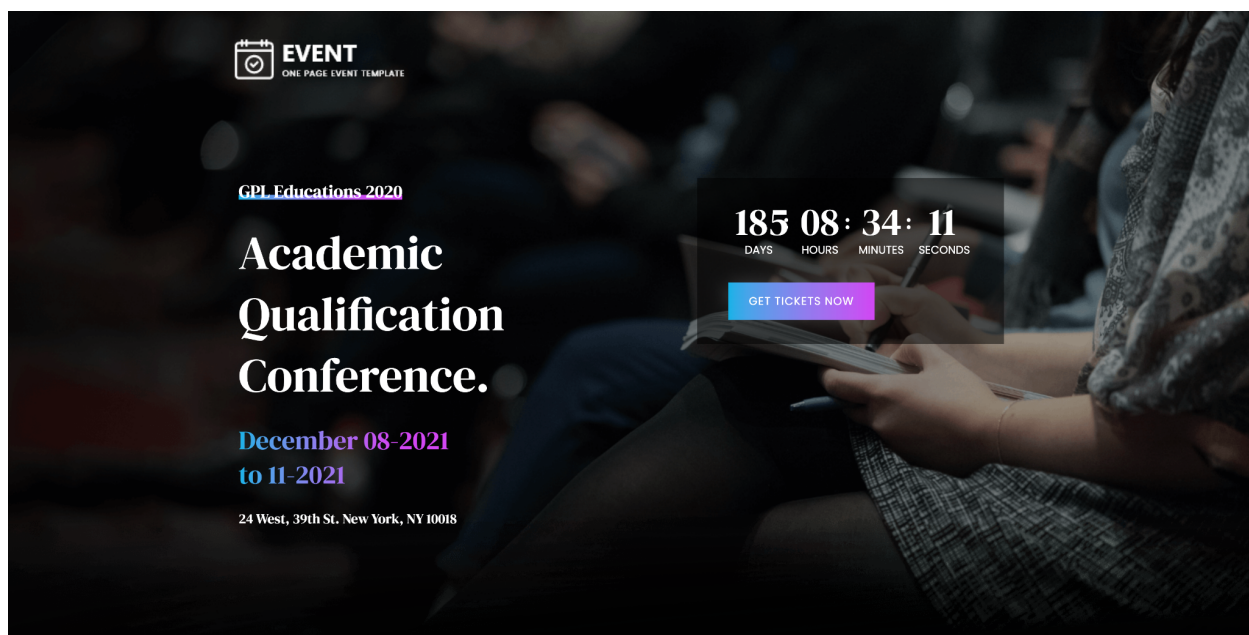 EVENT
ONE PAGE EVENT TEMPLATE
GPL Educations 2020
Academic
Qualification
Conference.
December 08-2021
to 11-2021
24 West, 39th St. New York, NY 10018
185 : 08 : 34 : 11
DAYS HOURS MINUTES SECONDS
GET TICKETS NOW